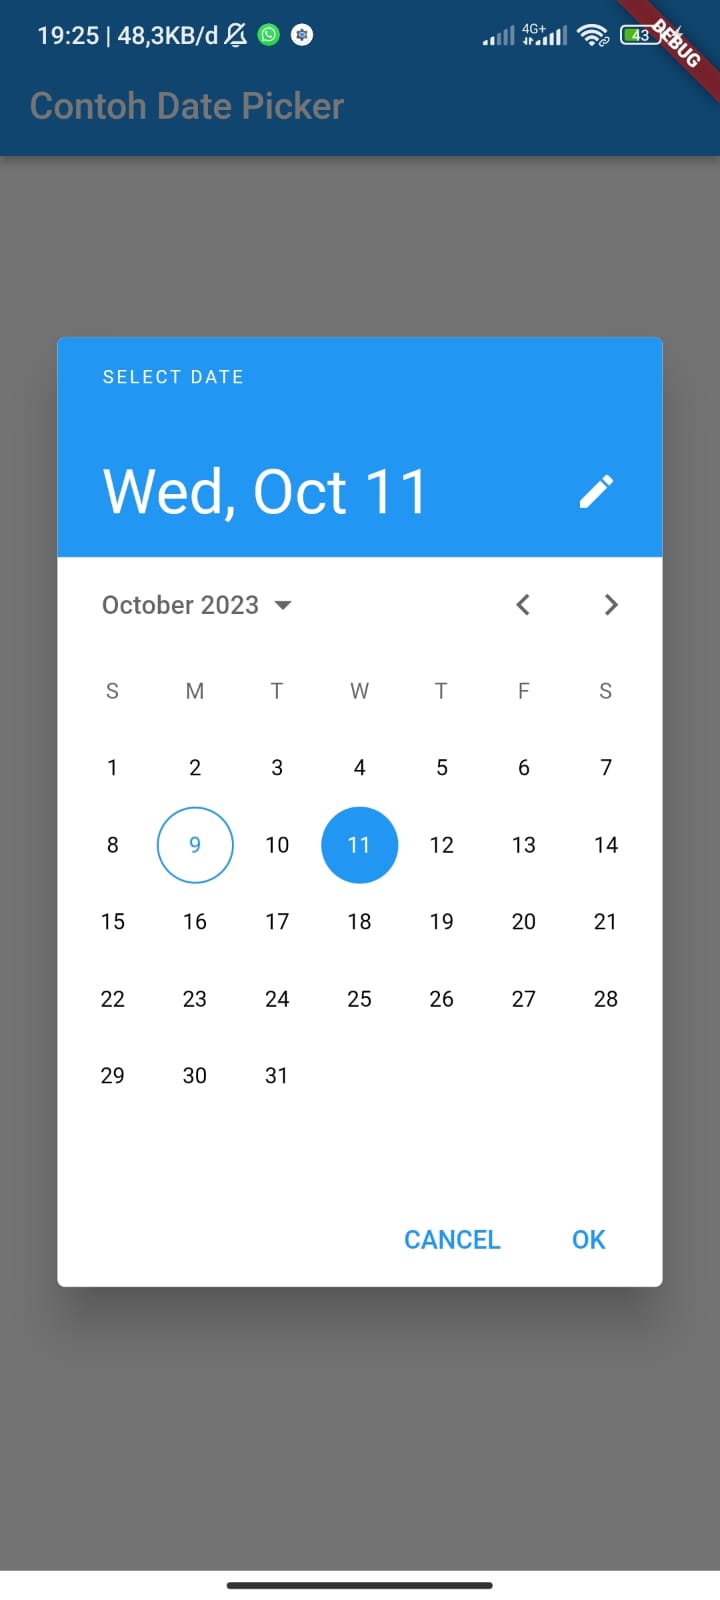 19:25 | 48,3KB/d 4G+ 43
DEBUG
Contoh Date Picker
SELECT DATE
Wed, Oct 11
October 2023
S M T W T F S
1 2 3 4 5 6 7
8 9 10 11 12 13 14
15 16 17 18 19 20 21
22 23 24 25 26 27 28
29 30 31
CANCEL OK